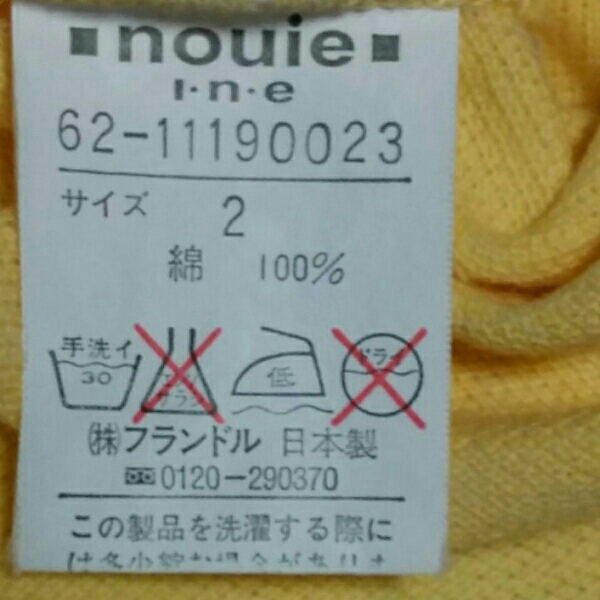 ■nouie■
I・n・e
62-11190023
サイズ 2
綿 100%
手洗イ
30
エンソ
サラシ
低
ドライ
㈱フランドル 日本製
0120-290370
この製品を洗濯する際に